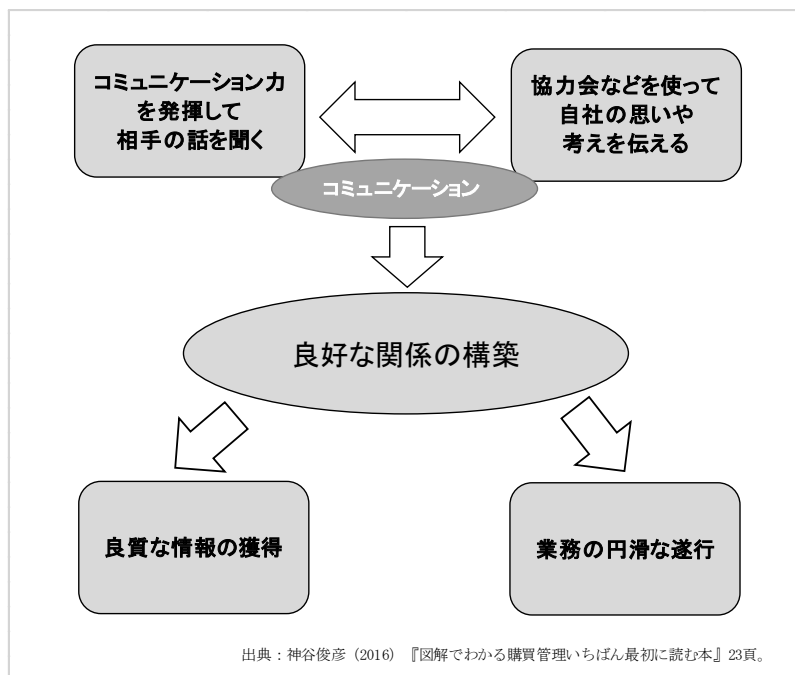 コミュニケーション力
を発揮して
相手の話を聞く
協力会などを使って
自社の思いや
考えを伝える
コミュニケーション
良好な関係の構築
良質な情報の獲得
業務の円滑な遂行
出典：神谷俊彦（2016）『図解でわかる購買管理いちばん最初に読む本』23頁。